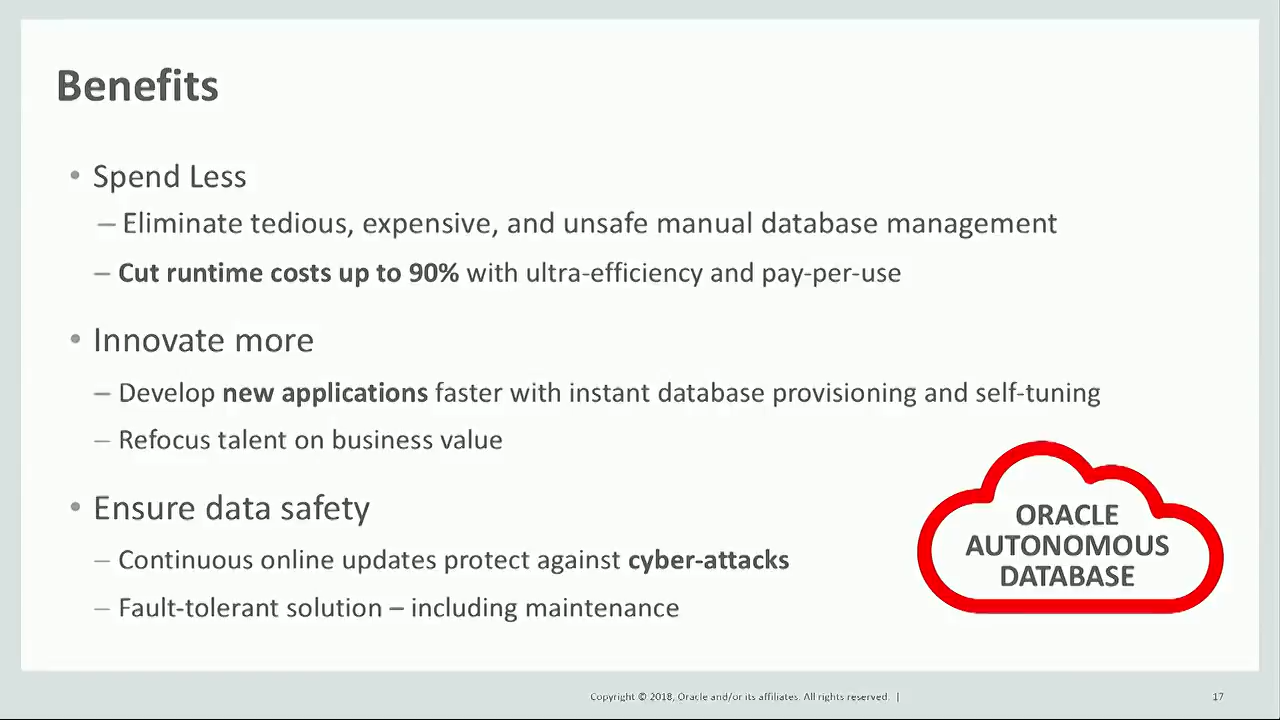 Benefits
• Spend Less
– Eliminate tedious, expensive, and unsafe manual database management
– Cut runtime costs up to 90% with ultra-efficiency and pay-per-use
• Innovate more
– Develop new applications faster with instant database provisioning and self-tuning
– Refocus talent on business value
• Ensure data safety
– Continuous online updates protect against cyber-attacks
– Fault-tolerant solution – including maintenance
ORACLE
AUTONOMOUS
DATABASE
Copyright © 2018, Oracle and/or its affiliates. All rights reserved. |
17